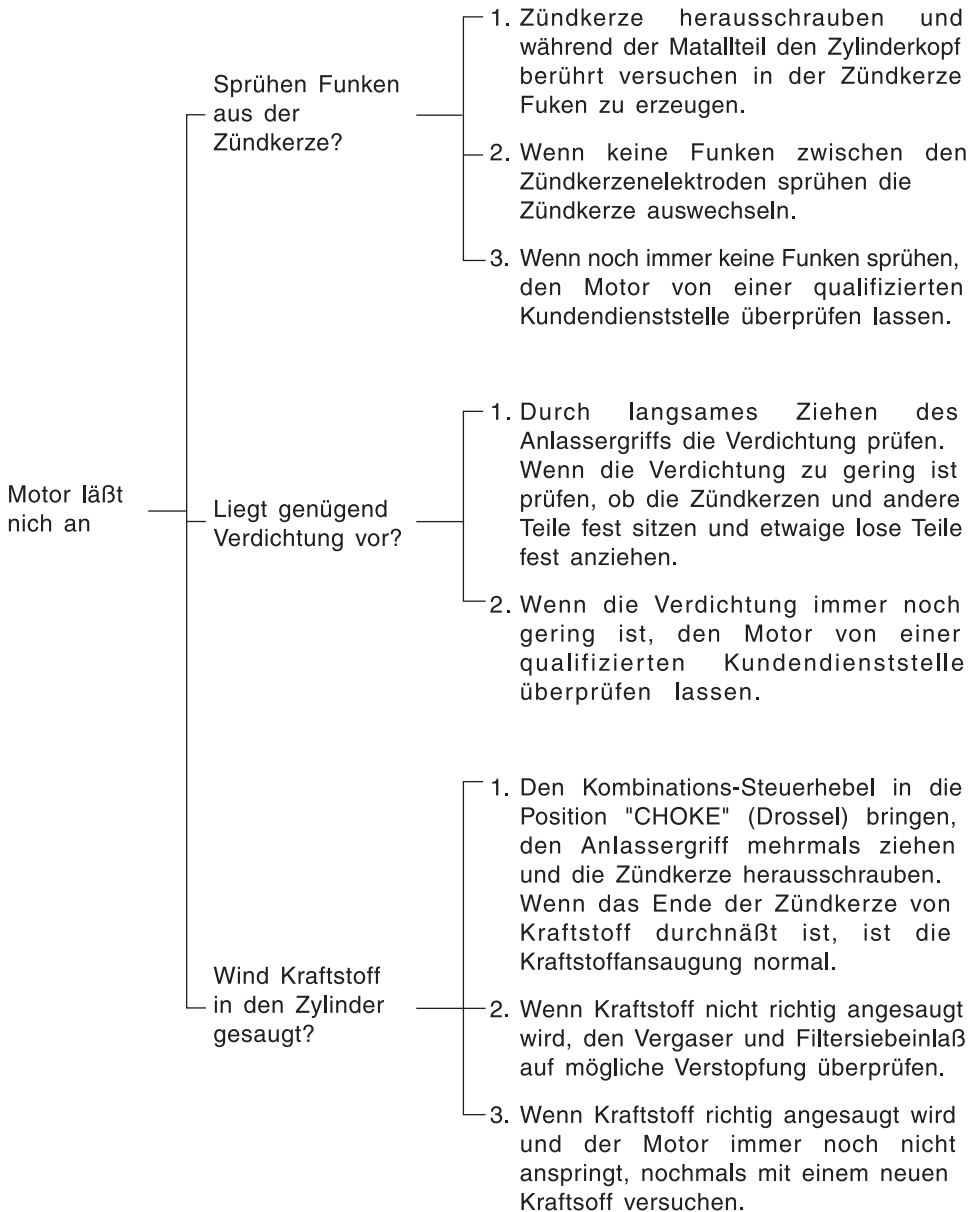 Motor läßt
nich an
Sprühen Funken
aus der
Zündkerze?
1. Zündkerze herausschrauben und
während der Matallteil den Zylinderkopf
berührt versuchen in der Zündkerze
Fuken zu erzeugen.
2. Wenn keine Funken zwischen den
Zündkerzenelektroden sprühen die
Zündkerze auswechseln.
3. Wenn noch immer keine Funken sprühen,
den Motor von einer qualifizierten
Kundendienststelle überprüfen lassen.
Liegt genügend
Verdichtung vor?
1. Durch langsames Ziehen des
Anlassergriffs die Verdichtung prüfen.
Wenn die Verdichtung zu gering ist
prüfen, ob die Zündkerzen und andere
Teile fest sitzen und etwaige lose Teile
fest anziehen.
2. Wenn die Verdichtung immer noch
gering ist, den Motor von einer
qualifizierten Kundendienststelle
überprüfen lassen.
Wind Kraftstoff
in den Zylinder
gesaugt?
1. Den Kombinations-Steuerhebel in die
Position "CHOKE" (Drossel) bringen,
den Anlassergriff mehrmals ziehen
und die Zündkerze herausschrauben.
Wenn das Ende der Zündkerze von
Kraftstoff durchnäßt ist, ist die
Kraftstoffansaugung normal.
2. Wenn Kraftstoff nicht richtig angesaugt
wird, den Vergaser und Filtersiebeinlaß
auf mögliche Verstopfung überprüfen.
3. Wenn Kraftstoff richtig angesaugt wird
und der Motor immer noch nicht
anspringt, nochmals mit einem neuen
Kraftsoff versuchen.